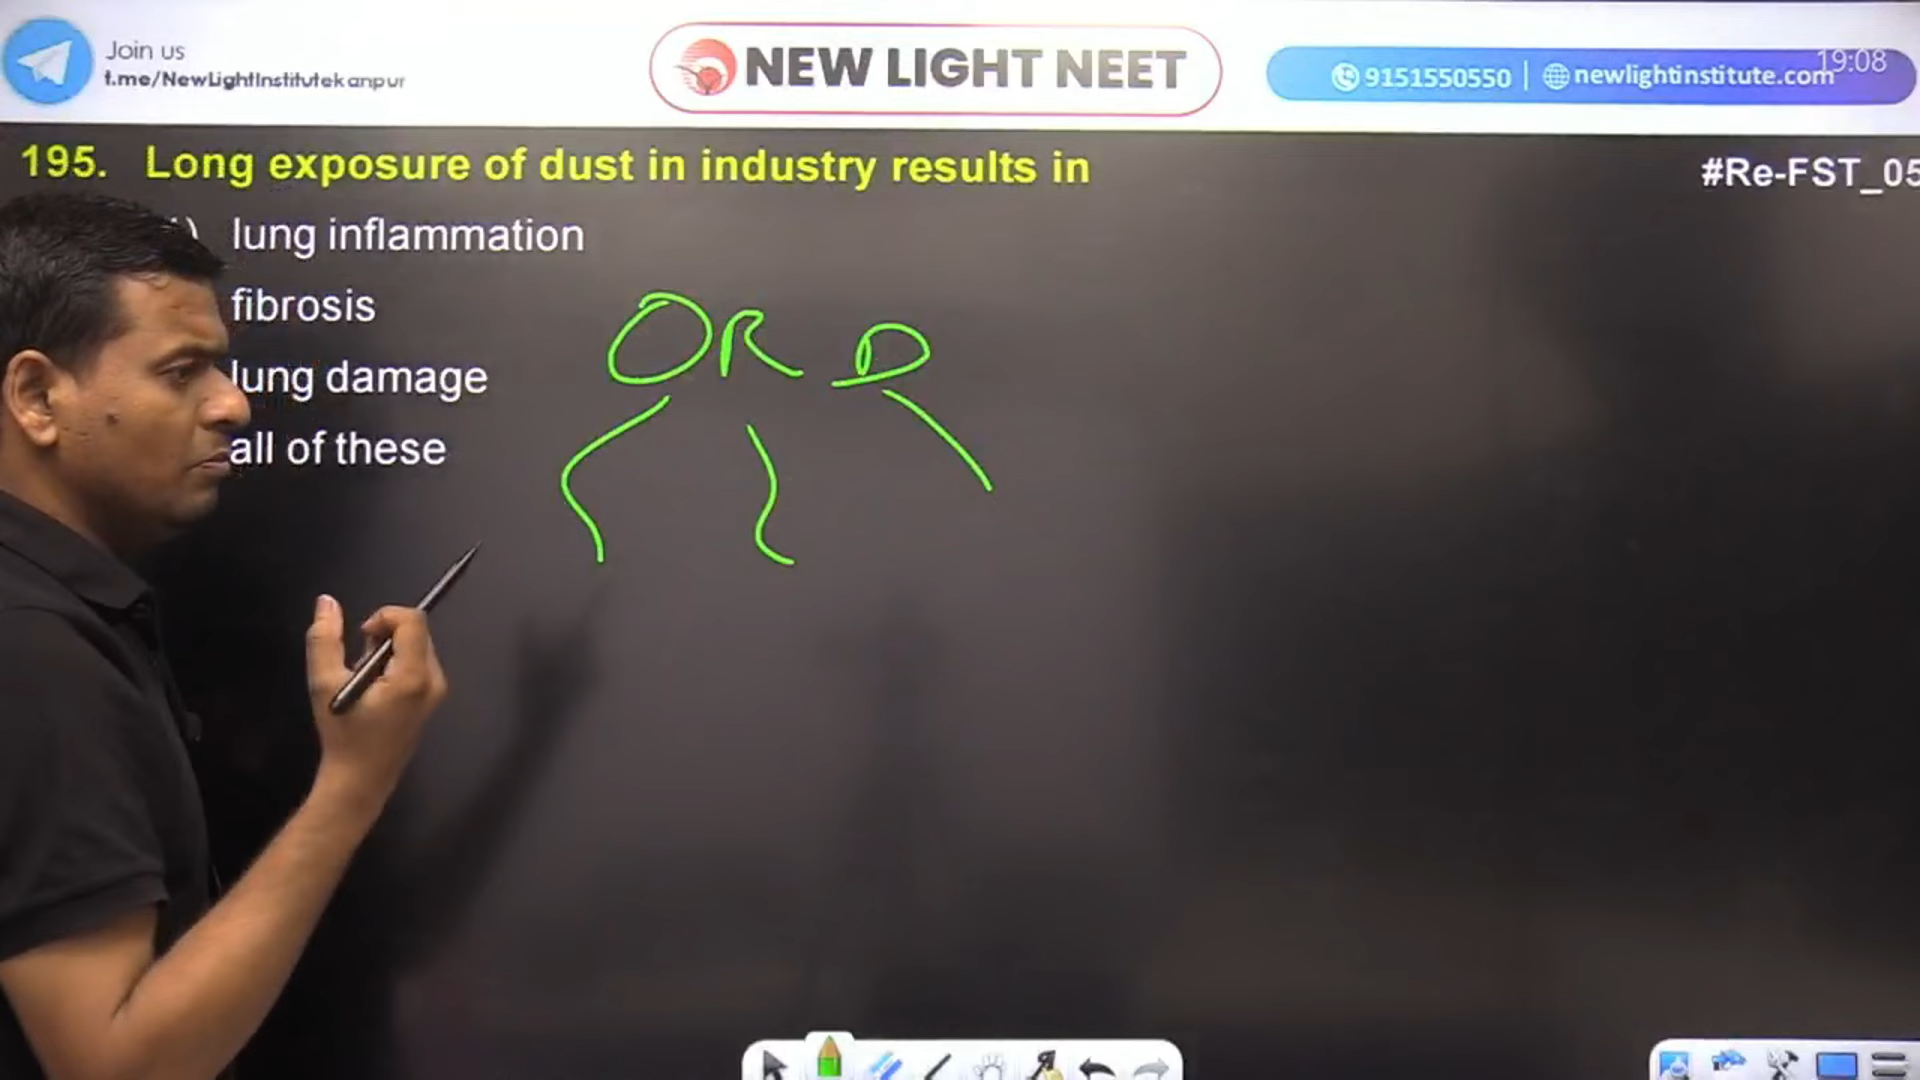 Join us
t.me/NewLightInstitutekanpur
NEW LIGHT NEET
9151550550 | newlightinstitute.com
19:08
195. Long exposure of dust in industry results in
#Re-FST_05
lung inflammation
fibrosis
lung damage
all of these
ORD